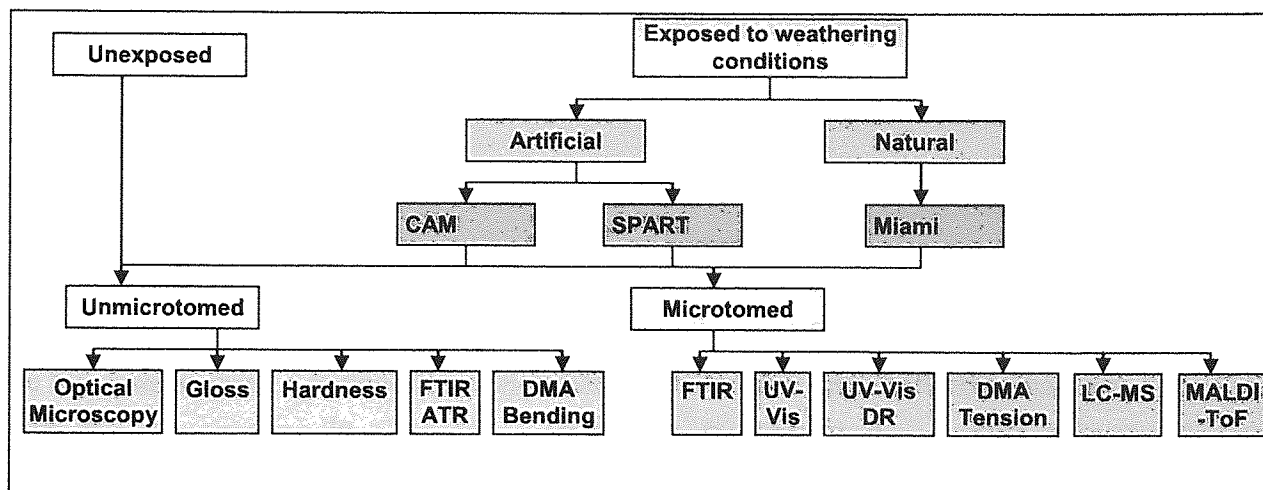 Unexposed
Exposed to weathering
conditions
Artificial
Natural
CAM
SPART
Miami
Unmicrotomed
Microtomed
Optical
Microscopy
Gloss
Hardness
FTIR
ATR
DMA
Bending
FTIR
UV-
Vis
UV-Vis
DR
DMA
Tension
LC-MS
MALDI
-ToF